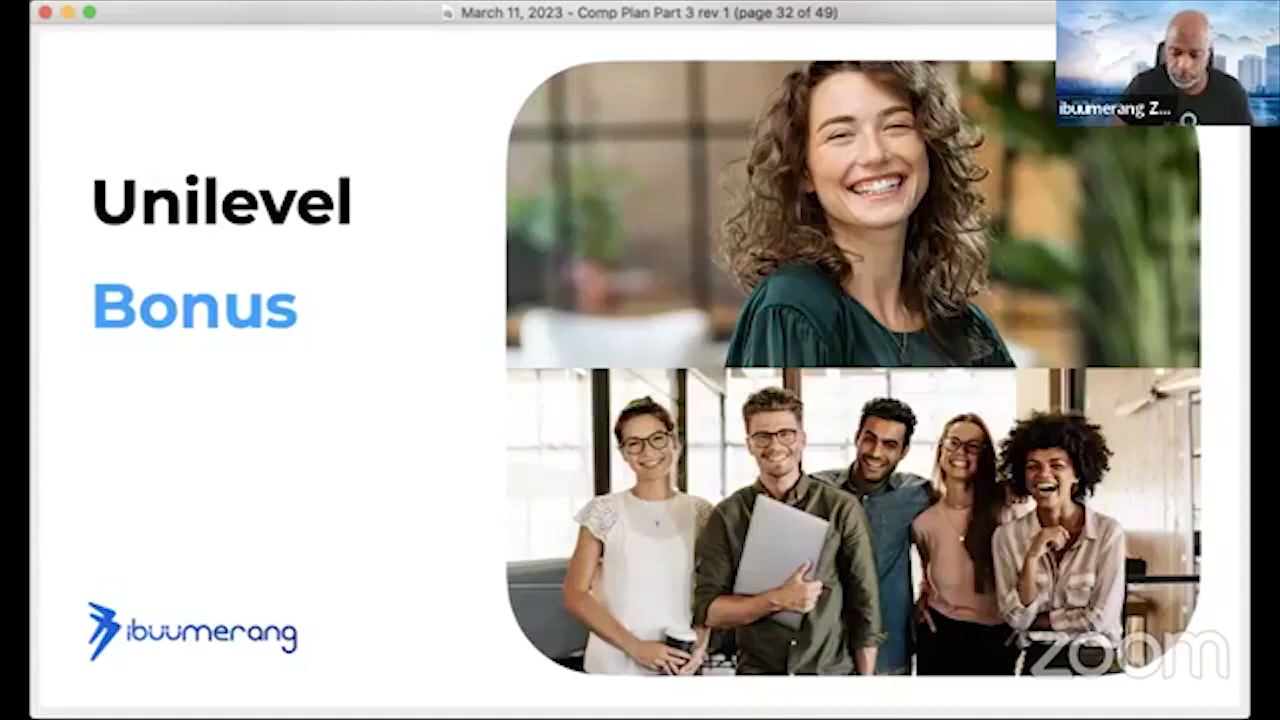 March 11, 2023 - Comp Plan Part 3 rev 1 (page 32 of 49)
ibuumerang Z...
Unilevel
Bonus
ibuumerang
zoom